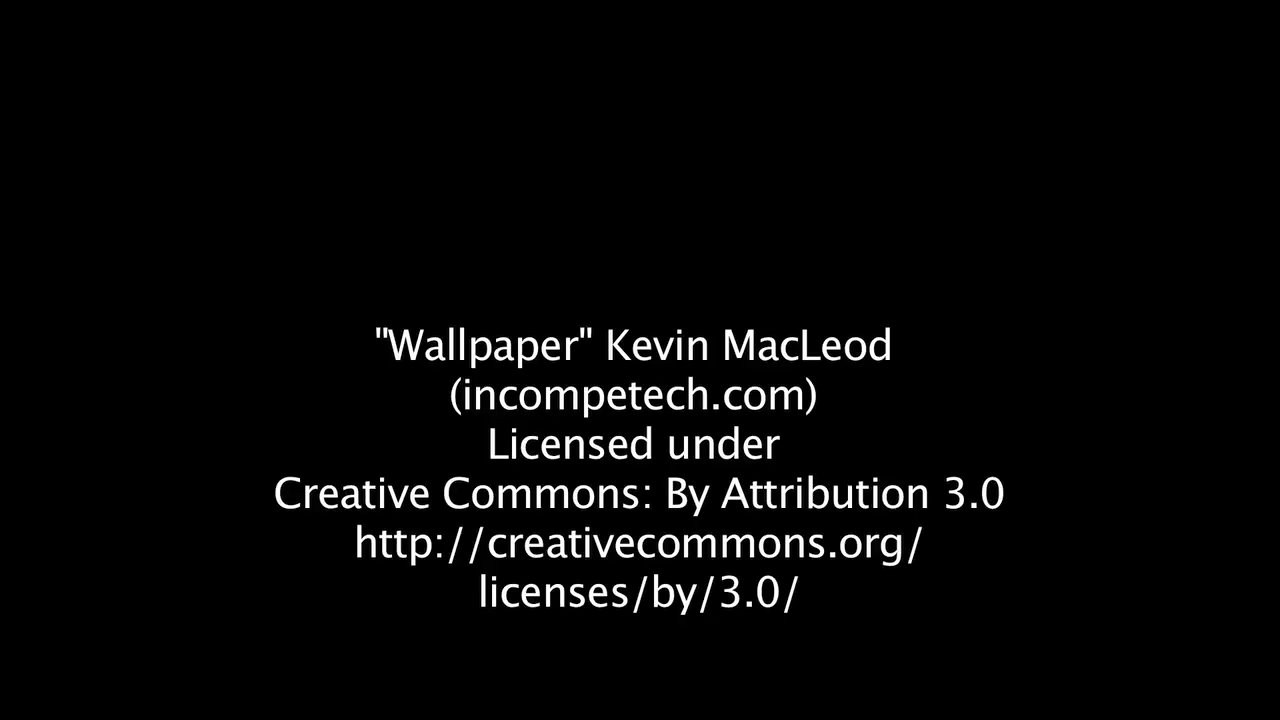 "Wallpaper" Kevin MacLeod
(incompetech.com)
Licensed under
Creative Commons: By Attribution 3.0
http://creativecommons.org/
licenses/by/3.0/